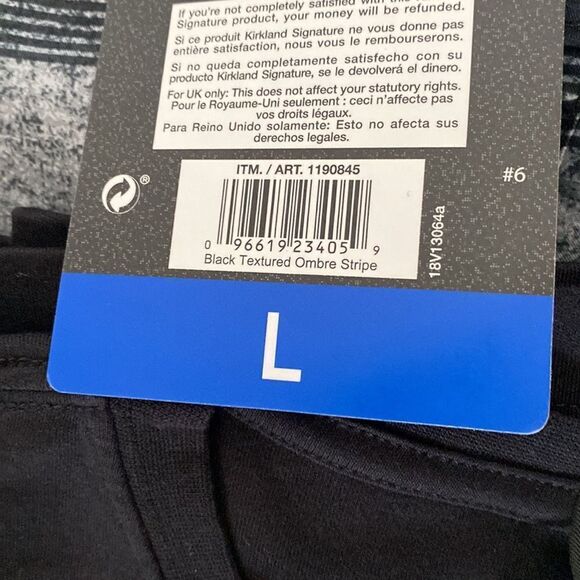 If you're not completely satisfied with this Kirkland
Signature product, your money will be refunded.
Si ce produit Kirkland Signature ne vous donne pas
entière satisfaction, nous vous le rembourserons.
Si no queda completamente satisfecho con su
producto Kirkland Signature, se le devolverá el dinero.
For UK only: This does not affect your statutory rights.
Pour le Royaume-Uni seulement : ceci n'affecte pas
vos droits légaux.
Para Reino Unido solamente: Esto no afecta sus
derechos legales.
ITM. / ART. 1190845
0 96619 23405 9
Black Textured Ombre Stripe
®
#6
18V13064a
L